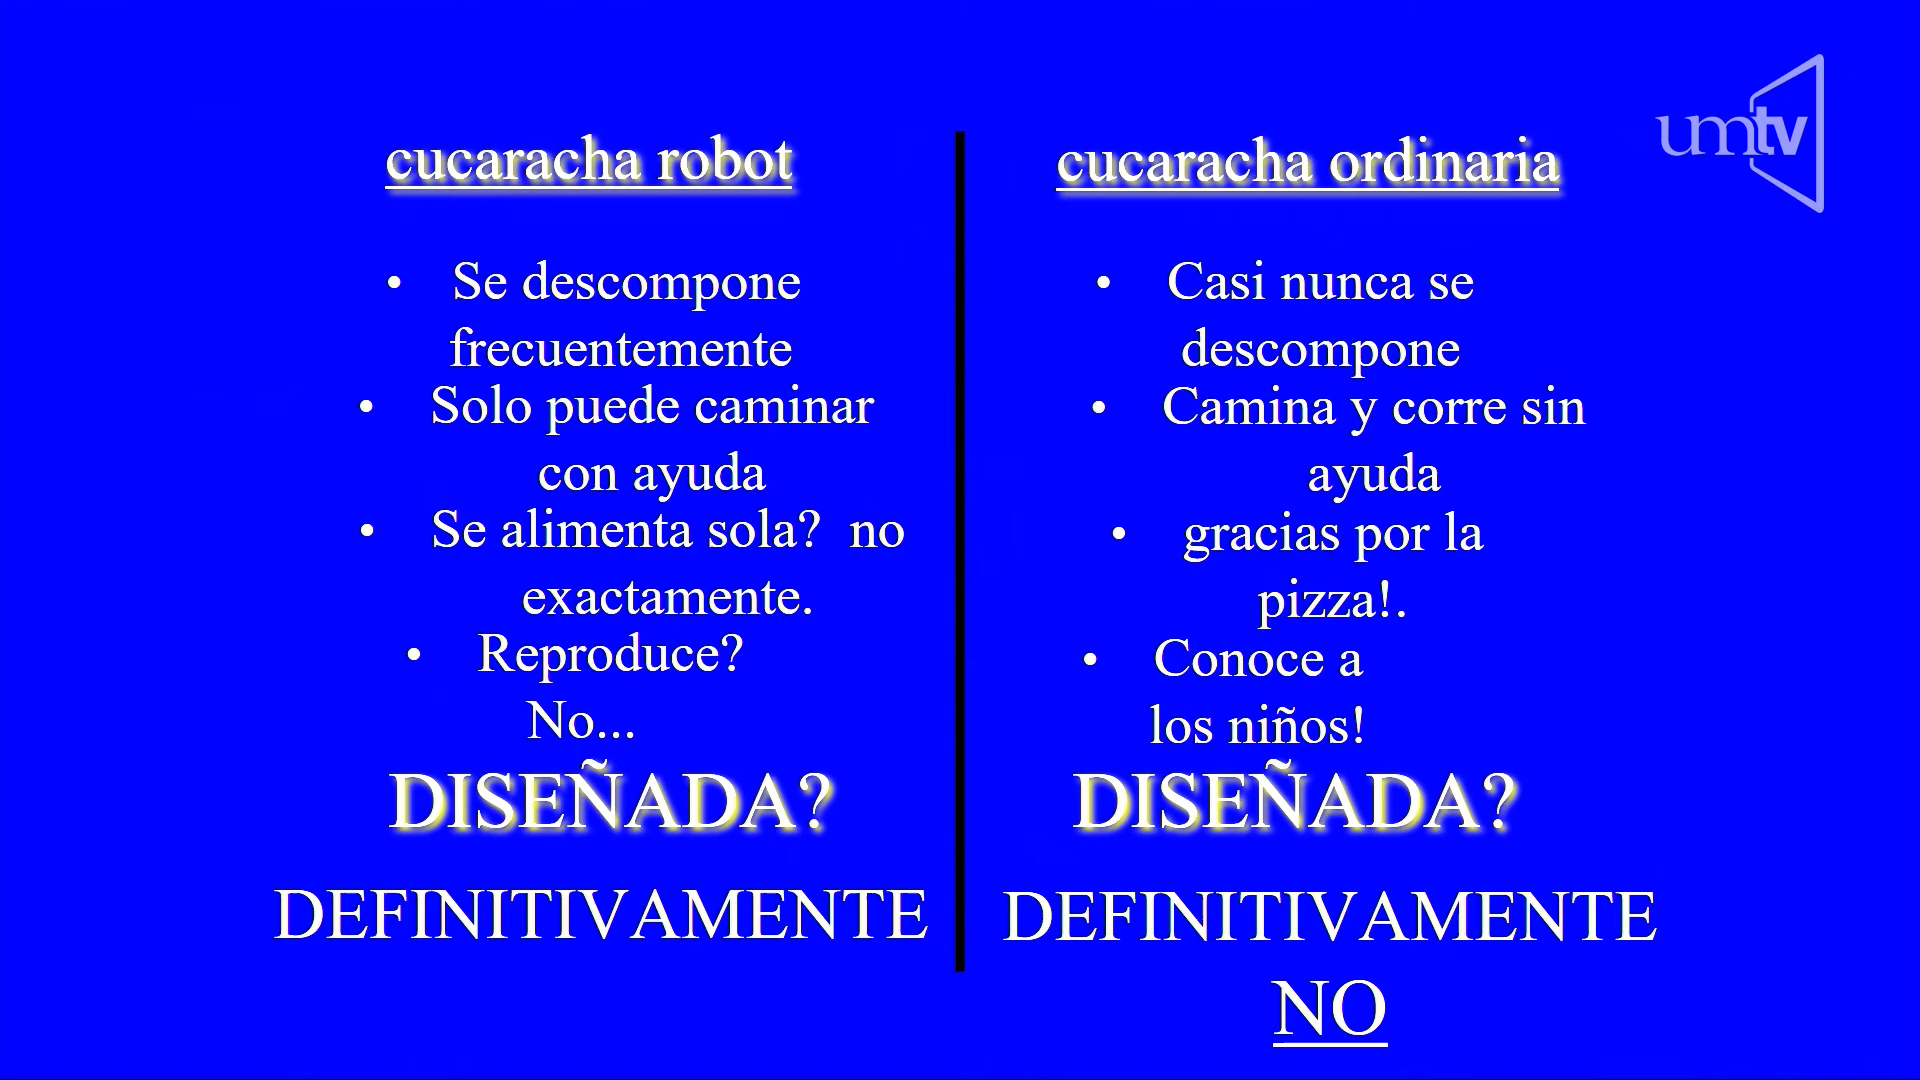 umtv
cucaracha robot
• Se descompone
frecuentemente
• Solo puede caminar
con ayuda
• Se alimenta sola? no
exactamente.
• Reproduce?
No...
DISEÑADA?
DEFINITIVAMENTE
cucaracha ordinaria
• Casi nunca se
descompone
• Camina y corre sin
ayuda
• gracias por la
pizza!.
• Conoce a
los niños!
DISEÑADA?
DEFINITIVAMENTE
NO